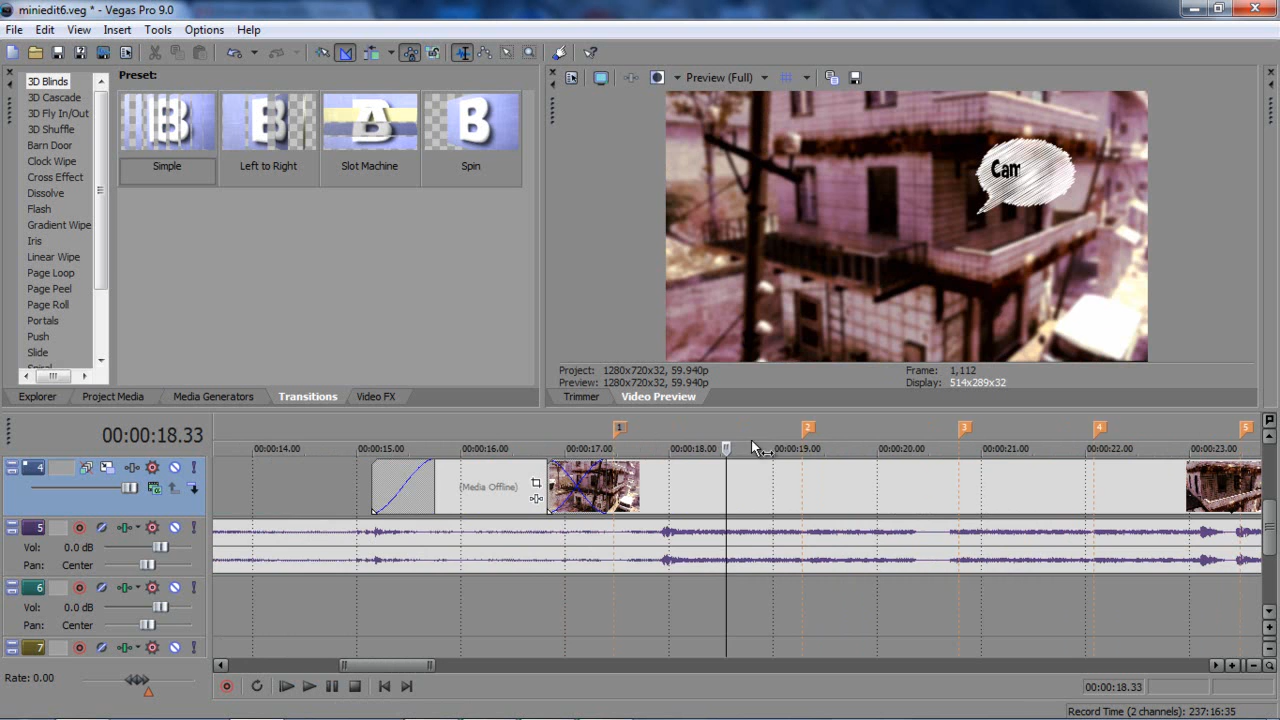 miniedit6.veg * - Vegas Pro 9.0
File Edit View Insert Tools Options Help
3D Blinds
3D Cascade
3D Fly In/Out
3D Shuffle
Barn Door
Clock Wipe
Cross Effect
Dissolve
Flash
Gradient Wipe
Iris
Linear Wipe
Page Loop
Page Peel
Page Roll
Portals
Push
Slide
Preset:
Simple Left to Right Slot Machine Spin
Explorer Project Media Media Generators Transitions Video FX
Preview (Full)
Cam
Project: 1280x720x32, 59.940p Frame: 1,112
Preview: 1280x720x32, 59.940p Display: 514x289x32
Trimmer Video Preview
00:00:18.33
1 2 3 4 5
00:00:14.00 00:00:15.00 00:00:16.00 00:00:17.00 00:00:18.00 00:00:19.00 00:00:20.00 00:00:21.00 00:00:22.00 00:00:23.00
4
(Media Offline)
5
Vol: 0.0 dB
Pan: Center
6
Vol: 0.0 dB
Pan: Center
7
Rate: 0.00
00:00:18.33
Record Time (2 channels): 237:16:35